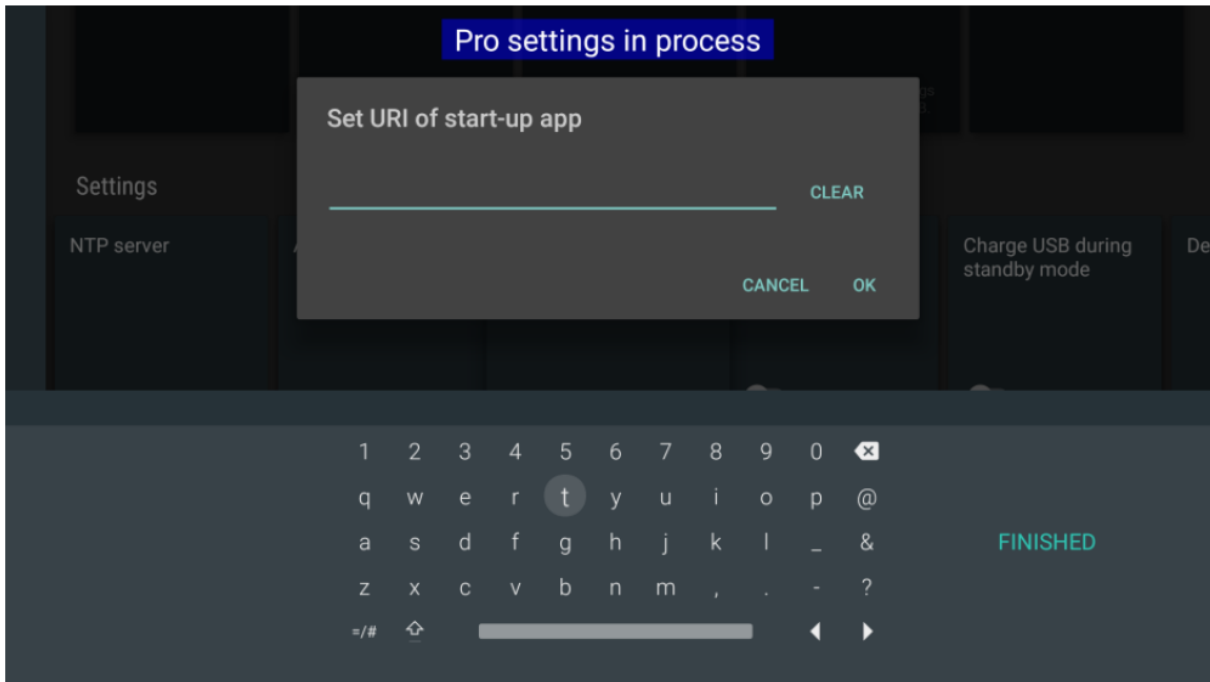 Pro settings in process
Set URI of start-up app
CLEAR
CANCEL OK
Settings
NTP server
Charge USB during
standby mode
De
1 2 3 4 5 6 7 8 9 0
q w e r t y u i o p @
a s d f g h j k l _ &
z x c v b n m , . - ?
=/#
FINISHED